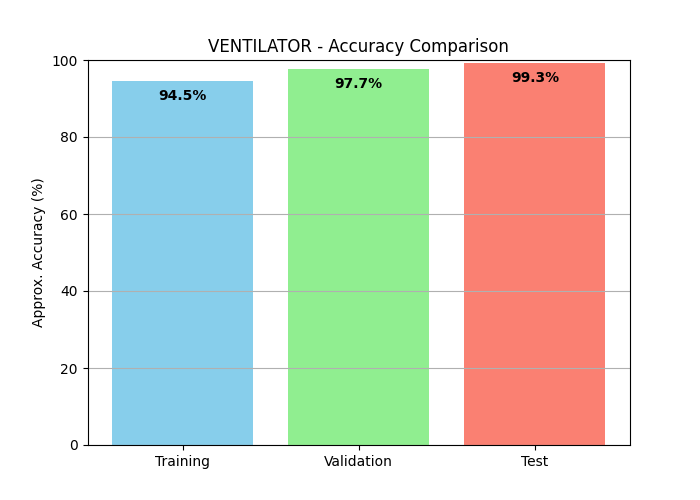 VENTILATOR - Accuracy Comparison
100
80
60
40
20
0
Approx. Accuracy (%)
94.5%
97.7%
99.3%
Training
Validation
Test